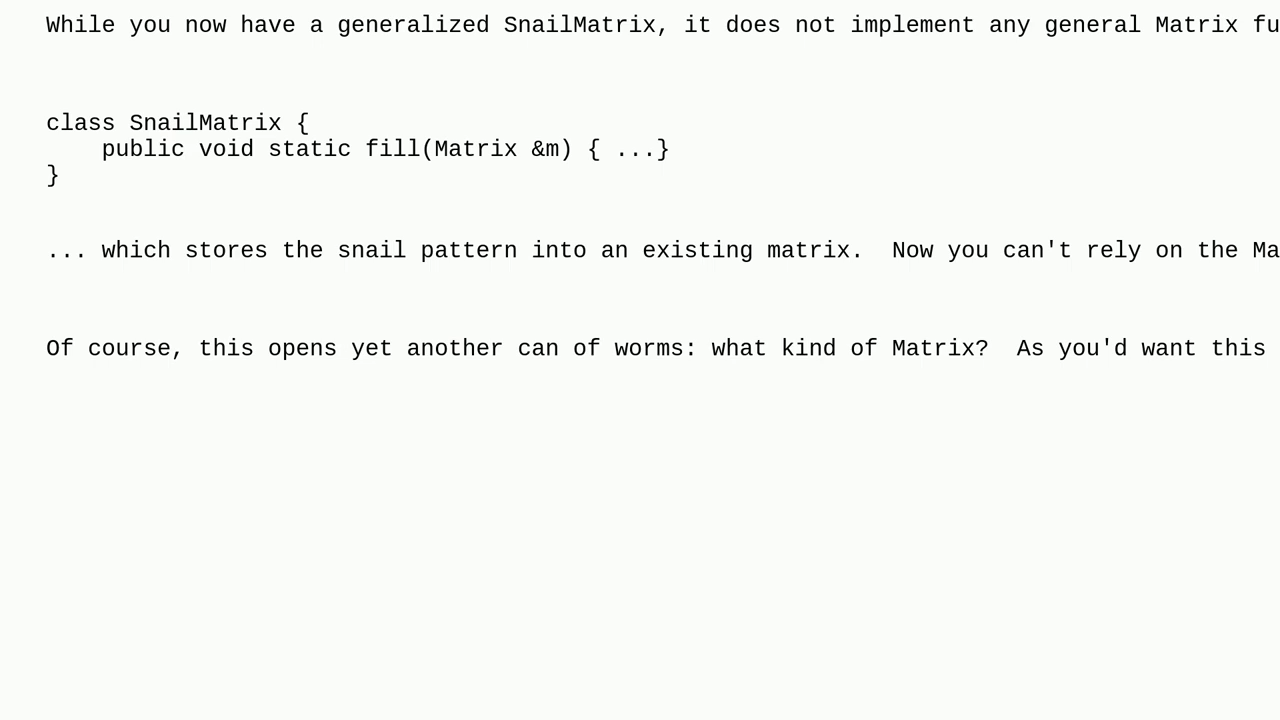 While you now have a generalized SnailMatrix, it does not implement any general Matrix fu
class SnailMatrix {
    public void static fill(Matrix &m) { ...}
}
... which stores the snail pattern into an existing matrix.  Now you can't rely on the Ma
Of course, this opens yet another can of worms: what kind of Matrix?  As you'd want this